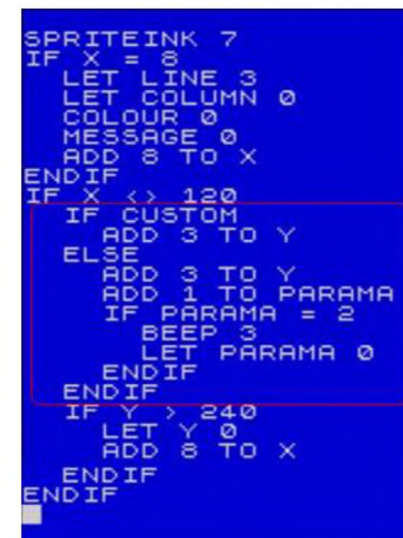 SPRITEINK 7
IF X = 8
LET LINE 3
LET COLUMN 0
COLOUR 0
MESSAGE 0
ADD 8 TO X
ENDIF
IF X <> 120
IF CUSTOM
ADD 3 TO Y
ELSE
ADD 3 TO Y
ADD 1 TO PARAMA
IF PARAMA = 2
BEEP 3
LET PARAMA 0
ENDIF
ENDIF
IF Y > 240
LET Y 0
ADD 8 TO X
ENDIF
ENDIF